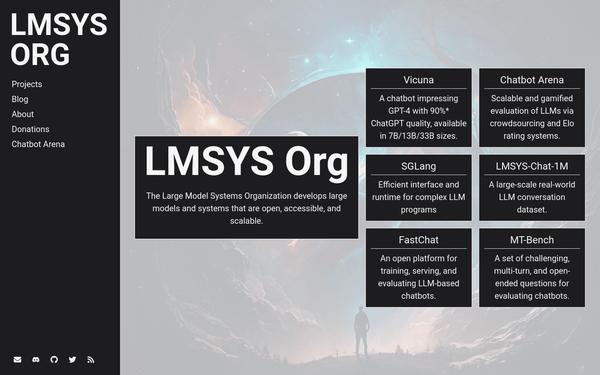 LMSYS
ORG
Projects
Blog
About
Donations
Chatbot Arena
LMSYS Org
The Large Model Systems Organization develops large
models and systems that are open, accessible, and
scalable.
Vicuna
A chatbot impressing
GPT-4 with 90%*
ChatGPT quality, available
in 7B/13B/33B sizes.
Chatbot Arena
Scalable and gamified
evaluation of LLMs via
crowdsourcing and Elo
rating systems.
SGLang
Efficient interface and
runtime for complex LLM
programs
LMSYS-Chat-1M
A large-scale real-world
LLM conversation
dataset.
FastChat
An open platform for
training, serving, and
evaluating LLM-based
chatbots.
MT-Bench
A set of challenging,
multi-turn, and open-
ended questions for
evaluating chatbots.